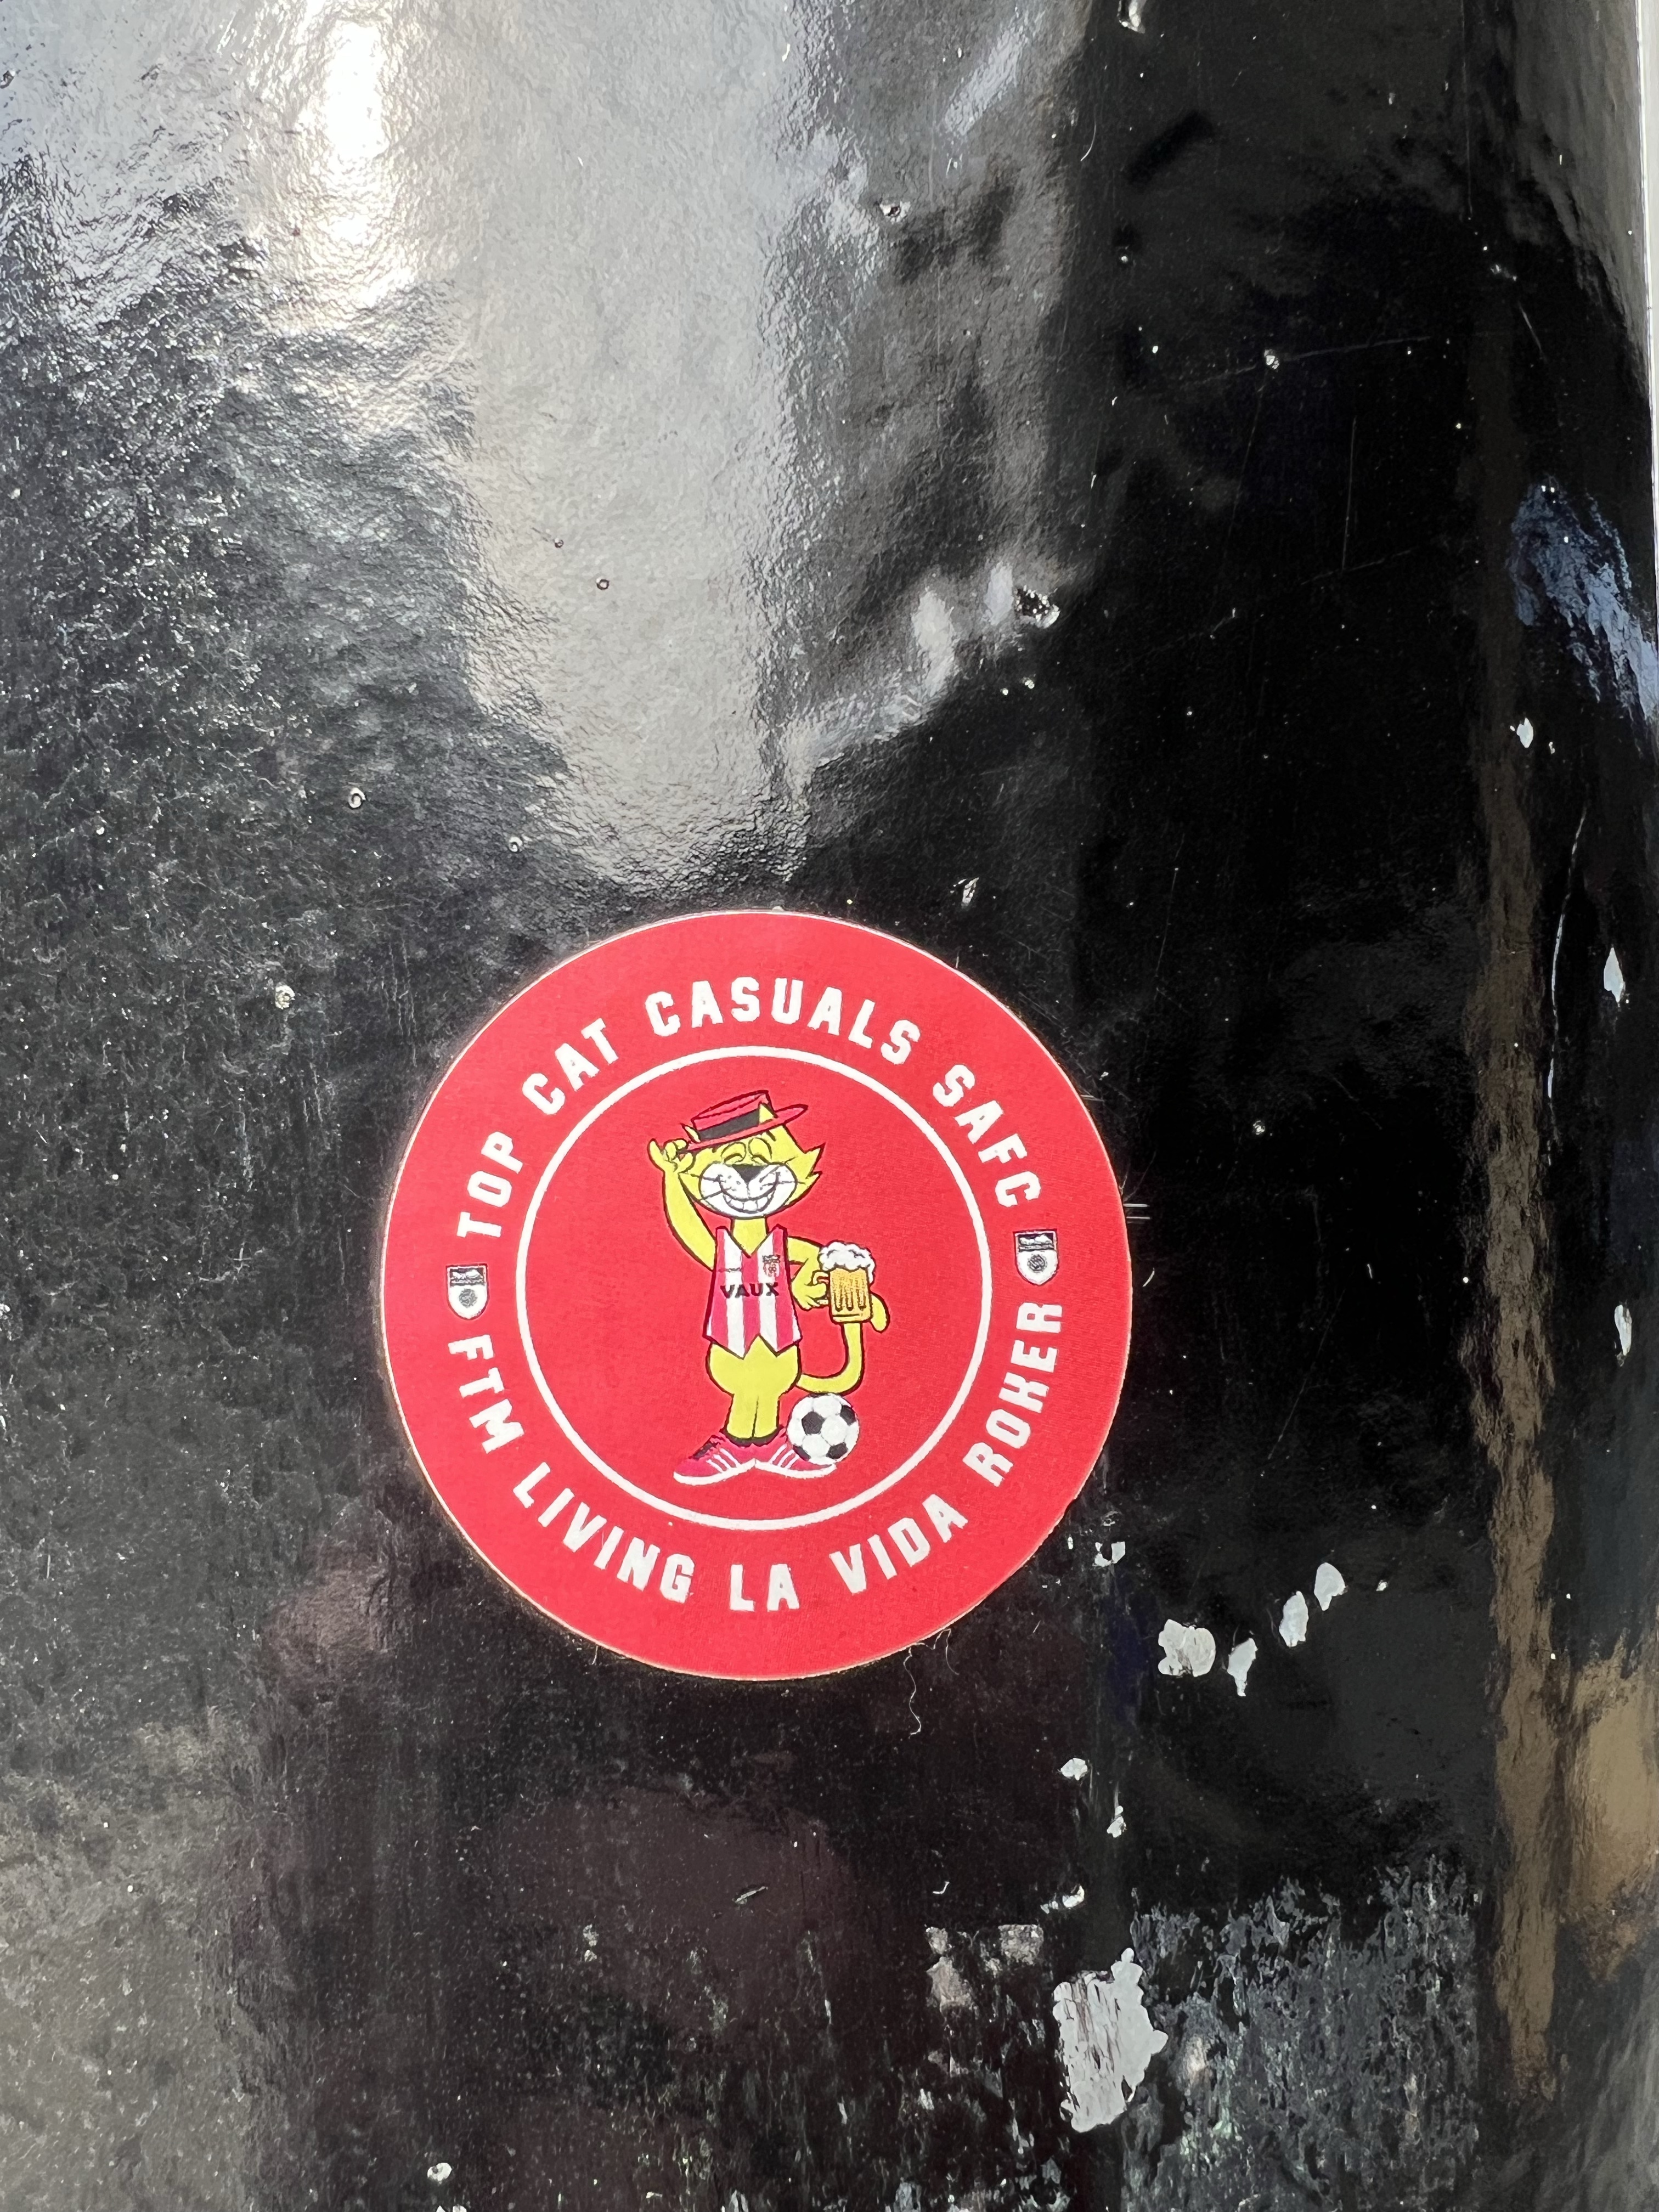 TOP CAT CASUALS SAFC
VAUX
FTM LIVING LA VIDA ROKER